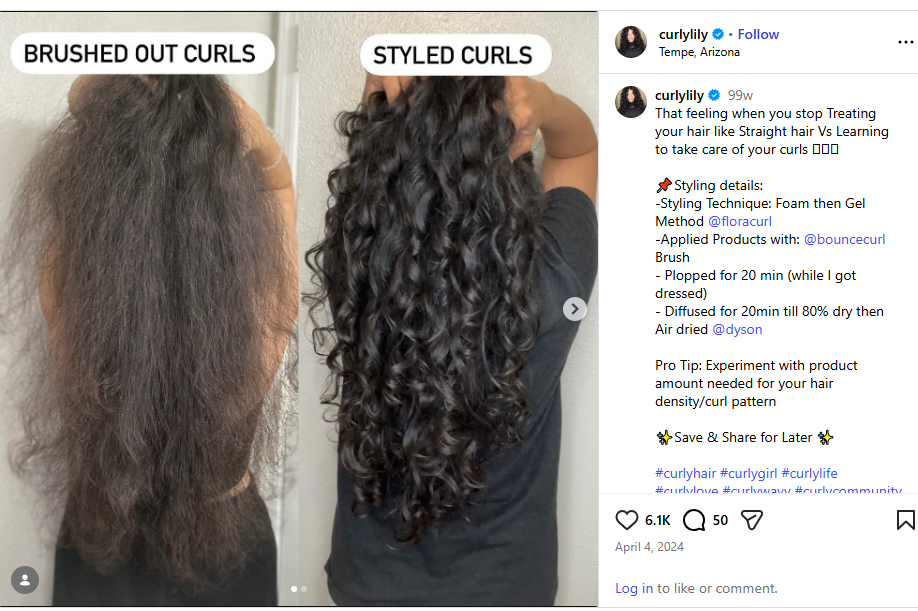 BRUSHED OUT CURLS
STYLED CURLS
curlylily • Follow
Tempe, Arizona
curlylily 99w
That feeling when you stop Treating
your hair like Straight hair Vs Learning
to take care of your curls
📌Styling details:
-Styling Technique: Foam then Gel
Method @floracurl
-Applied Products with: @bouncecurl
Brush
- Plopped for 20 min (while I got
dressed)
- Diffused for 20min till 80% dry then
Air dried @dyson
Pro Tip: Experiment with product
amount needed for your hair
density/curl pattern
✨Save & Share for Later ✨
#curlyhair #curlygirl #curlylife
#curlylove #curlywavy #curlycommunity
6.1K 50
April 4, 2024
Log in to like or comment.